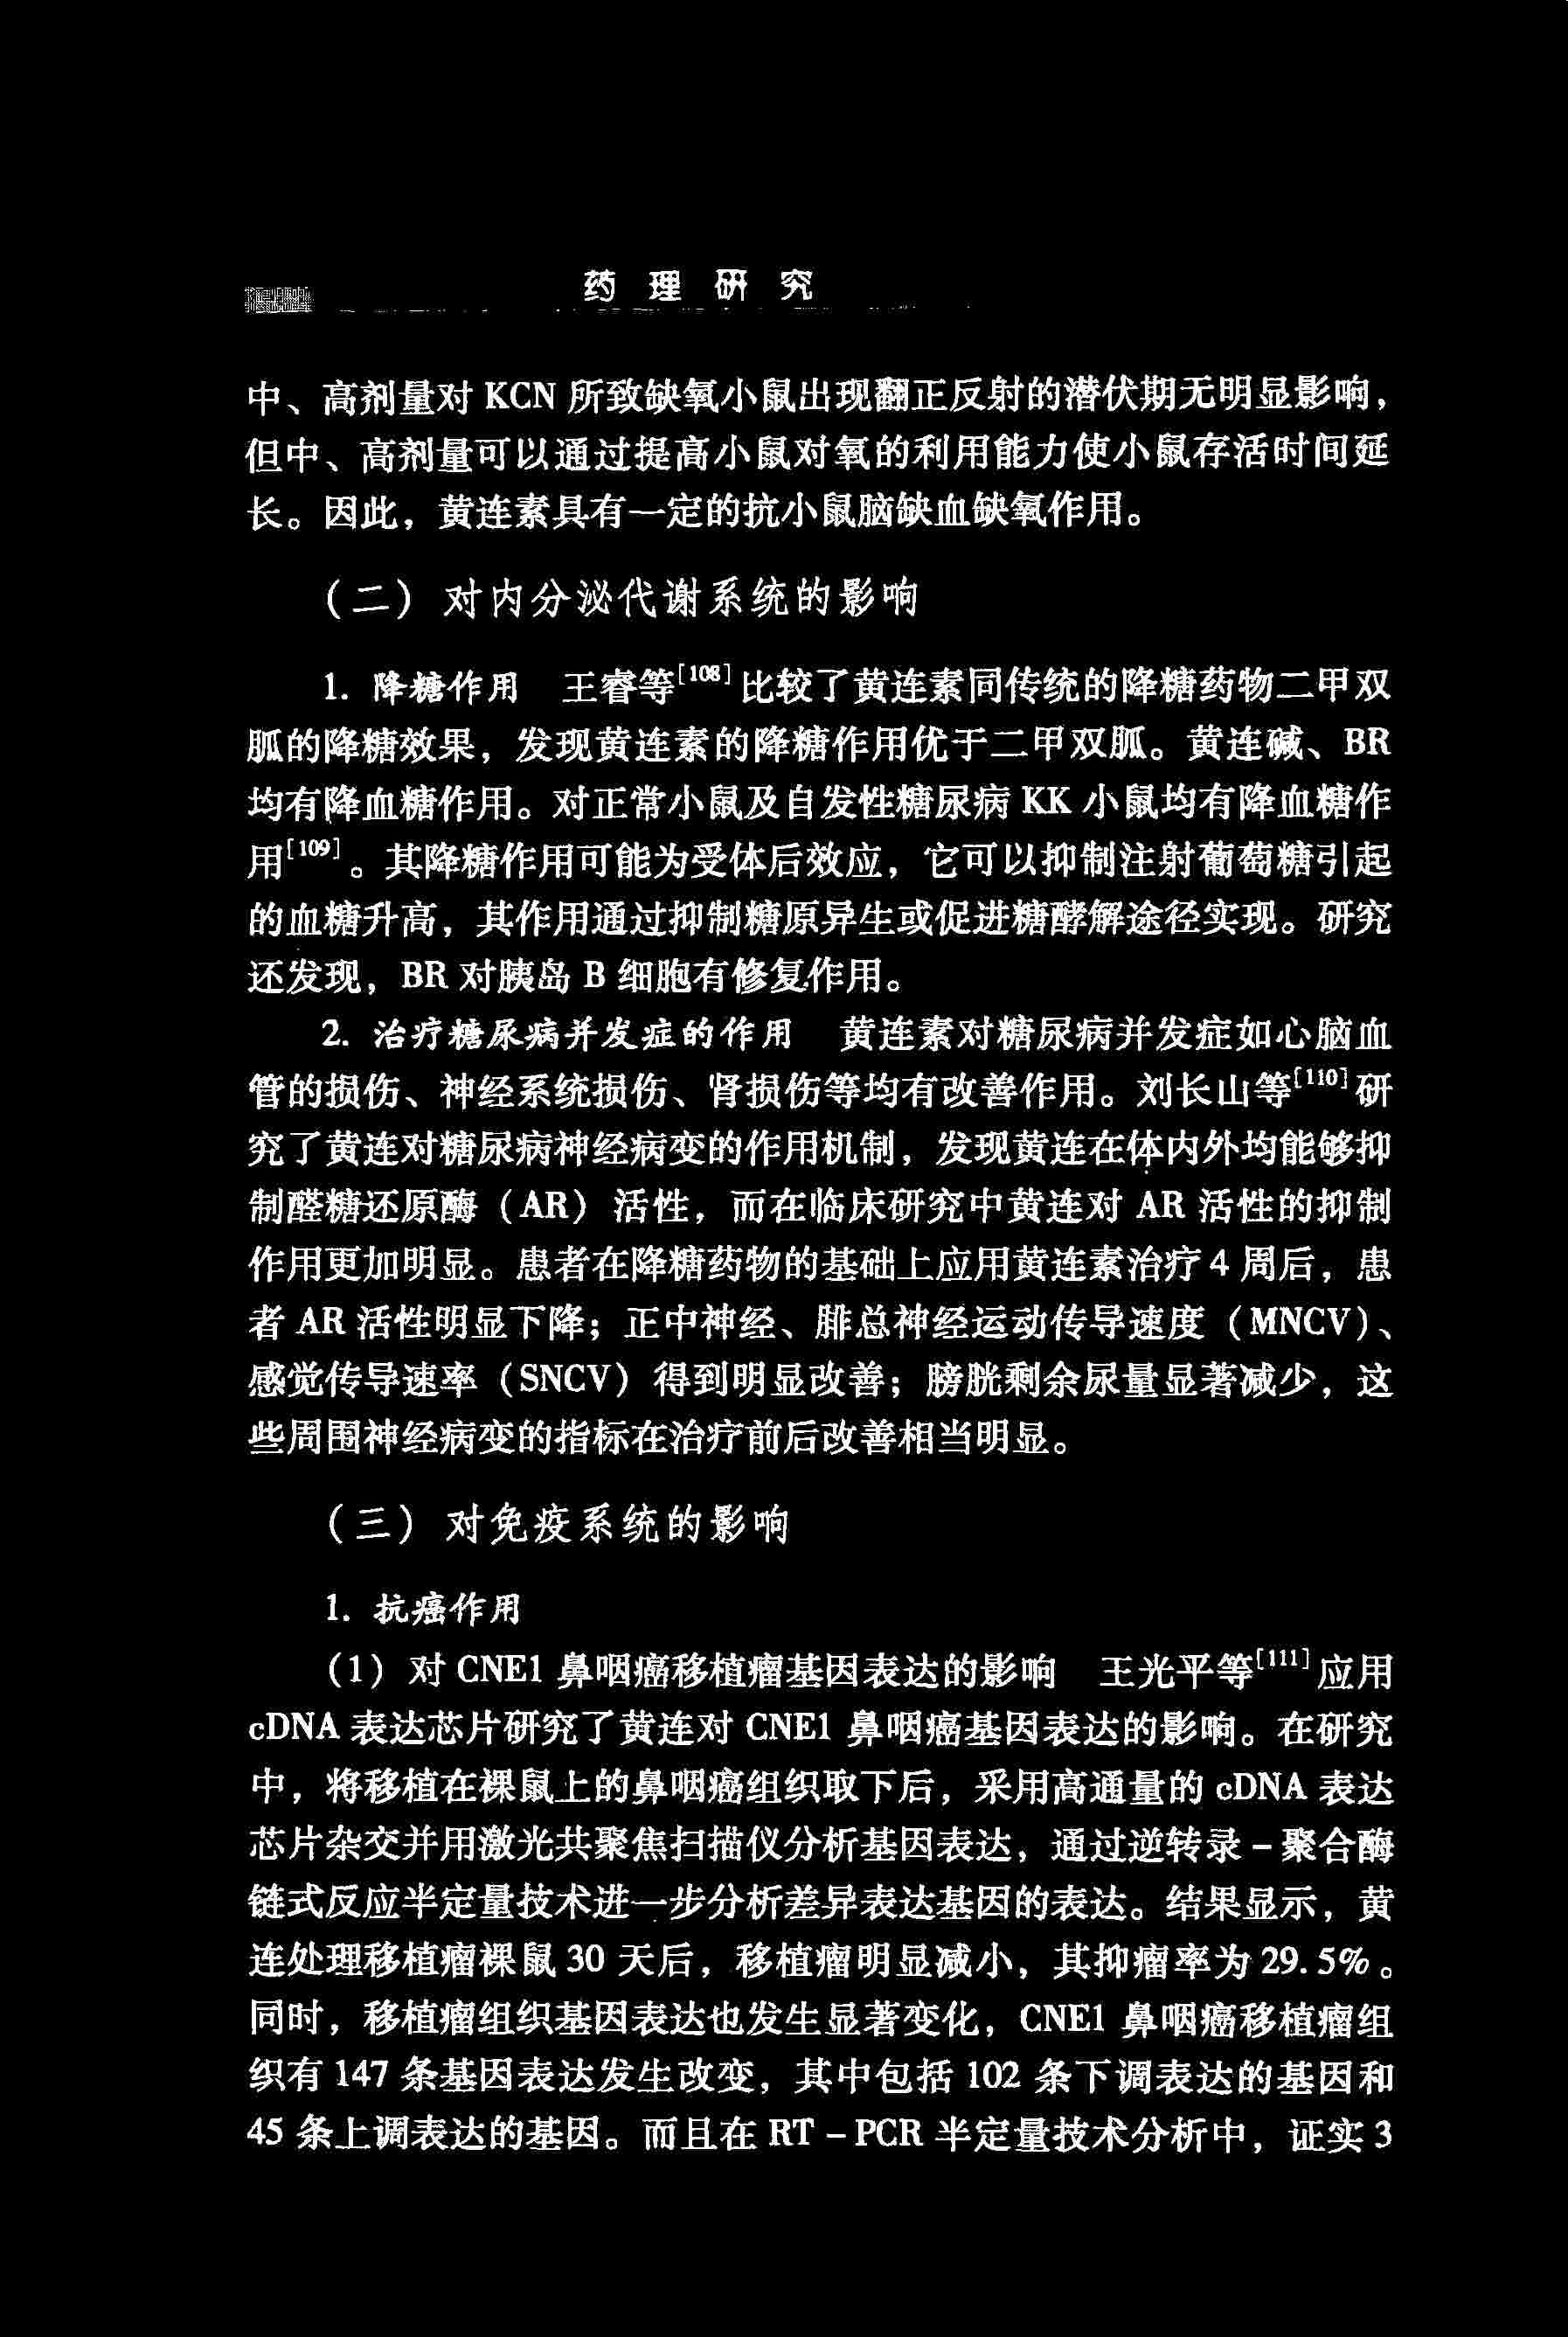 药理研究
中、高剂量对 KCN 所致缺氧小鼠出现翻正反射的潜伏期无明显影响，
但中、高剂量可以通过提高小鼠对氧的利用能力使小鼠存活时间延
长。因此，黄连素具有一定的抗小鼠脑缺血缺氧作用。
（二）对内分泌代谢系统的影响
1. 降糖作用　王睿等[108]比较了黄连素同传统的降糖药物二甲双
胍的降糖效果，发现黄连素的降糖作用优于二甲双胍。黄连碱、BR
均有降血糖作用。对正常小鼠及自发性糖尿病 KK 小鼠均有降血糖作
用[109]。其降糖作用可能为受体后效应，它可以抑制注射葡萄糖引起
的血糖升高，其作用通过抑制糖原异生或促进糖酵解途径实现。研究
还发现，BR 对胰岛 B 细胞有修复作用。
2. 治疗糖尿病并发症的作用　黄连素对糖尿病并发症如心脑血
管的损伤、神经系统损伤、肾损伤等均有改善作用。刘长山等[110]研
究了黄连对糖尿病神经病变的作用机制，发现黄连在体内外均能够抑
制醛糖还原酶（AR）活性，而在临床研究中黄连对 AR 活性的抑制
作用更加明显。患者在降糖药物的基础上应用黄连素治疗 4 周后，患
者 AR 活性明显下降；正中神经、腓总神经运动传导速度（MNCV）、
感觉传导速率（SNCV）得到明显改善；膀胱剩余尿量显著减少，这
些周围神经病变的指标在治疗前后改善相当明显。
（三）对免疫系统的影响
1. 抗癌作用
（1）对 CNE1 鼻咽癌移植瘤基因表达的影响　王光平等[111]应用
cDNA 表达芯片研究了黄连对 CNE1 鼻咽癌基因表达的影响。在研究
中，将移植在裸鼠上的鼻咽癌组织取下后，采用高通量的 cDNA 表达
芯片杂交并用激光共聚焦扫描仪分析基因表达，通过逆转录－聚合酶
链式反应半定量技术进一步分析差异表达基因的表达。结果显示，黄
连处理移植瘤裸鼠 30 天后，移植瘤明显减小，其抑瘤率为 29.5%。
同时，移植瘤组织基因表达也发生显著变化，CNE1 鼻咽癌移植瘤组
织有 147 条基因表达发生改变，其中包括 102 条下调表达的基因和
45 条上调表达的基因。而且在 RT－PCR 半定量技术分析中，证实 3